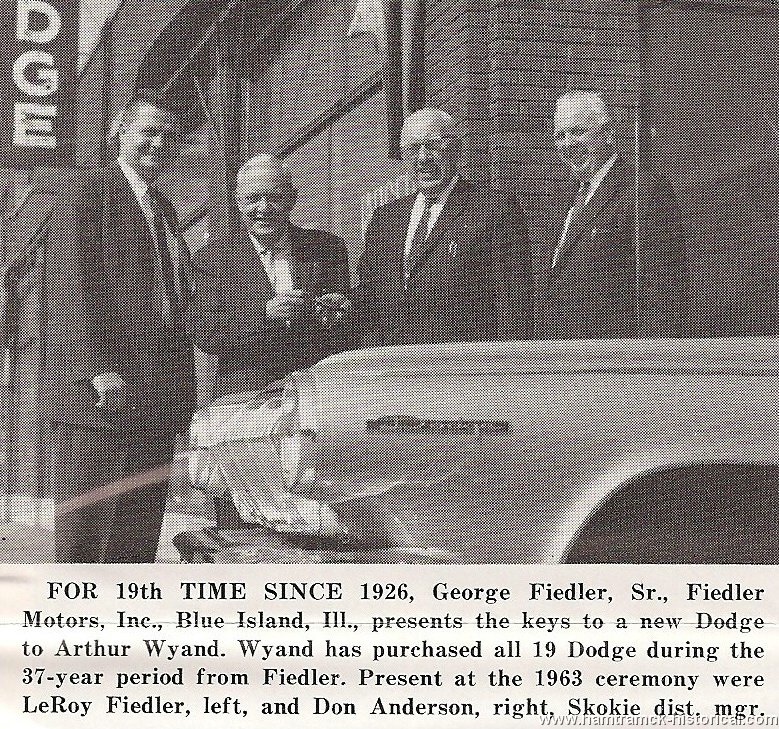 DGE
FOR 19th TIME SINCE 1926, George Fiedler, Sr., Fiedler
Motors, Inc., Blue Island, Ill., presents the keys to a new Dodge
to Arthur Wyand. Wyand has purchased all 19 Dodge during the
37-year period from Fiedler. Present at the 1963 ceremony were
LeRoy Fiedler, left, and Don Anderson, right, Skokie dist. mgr.
www.hamtramck-historical.com